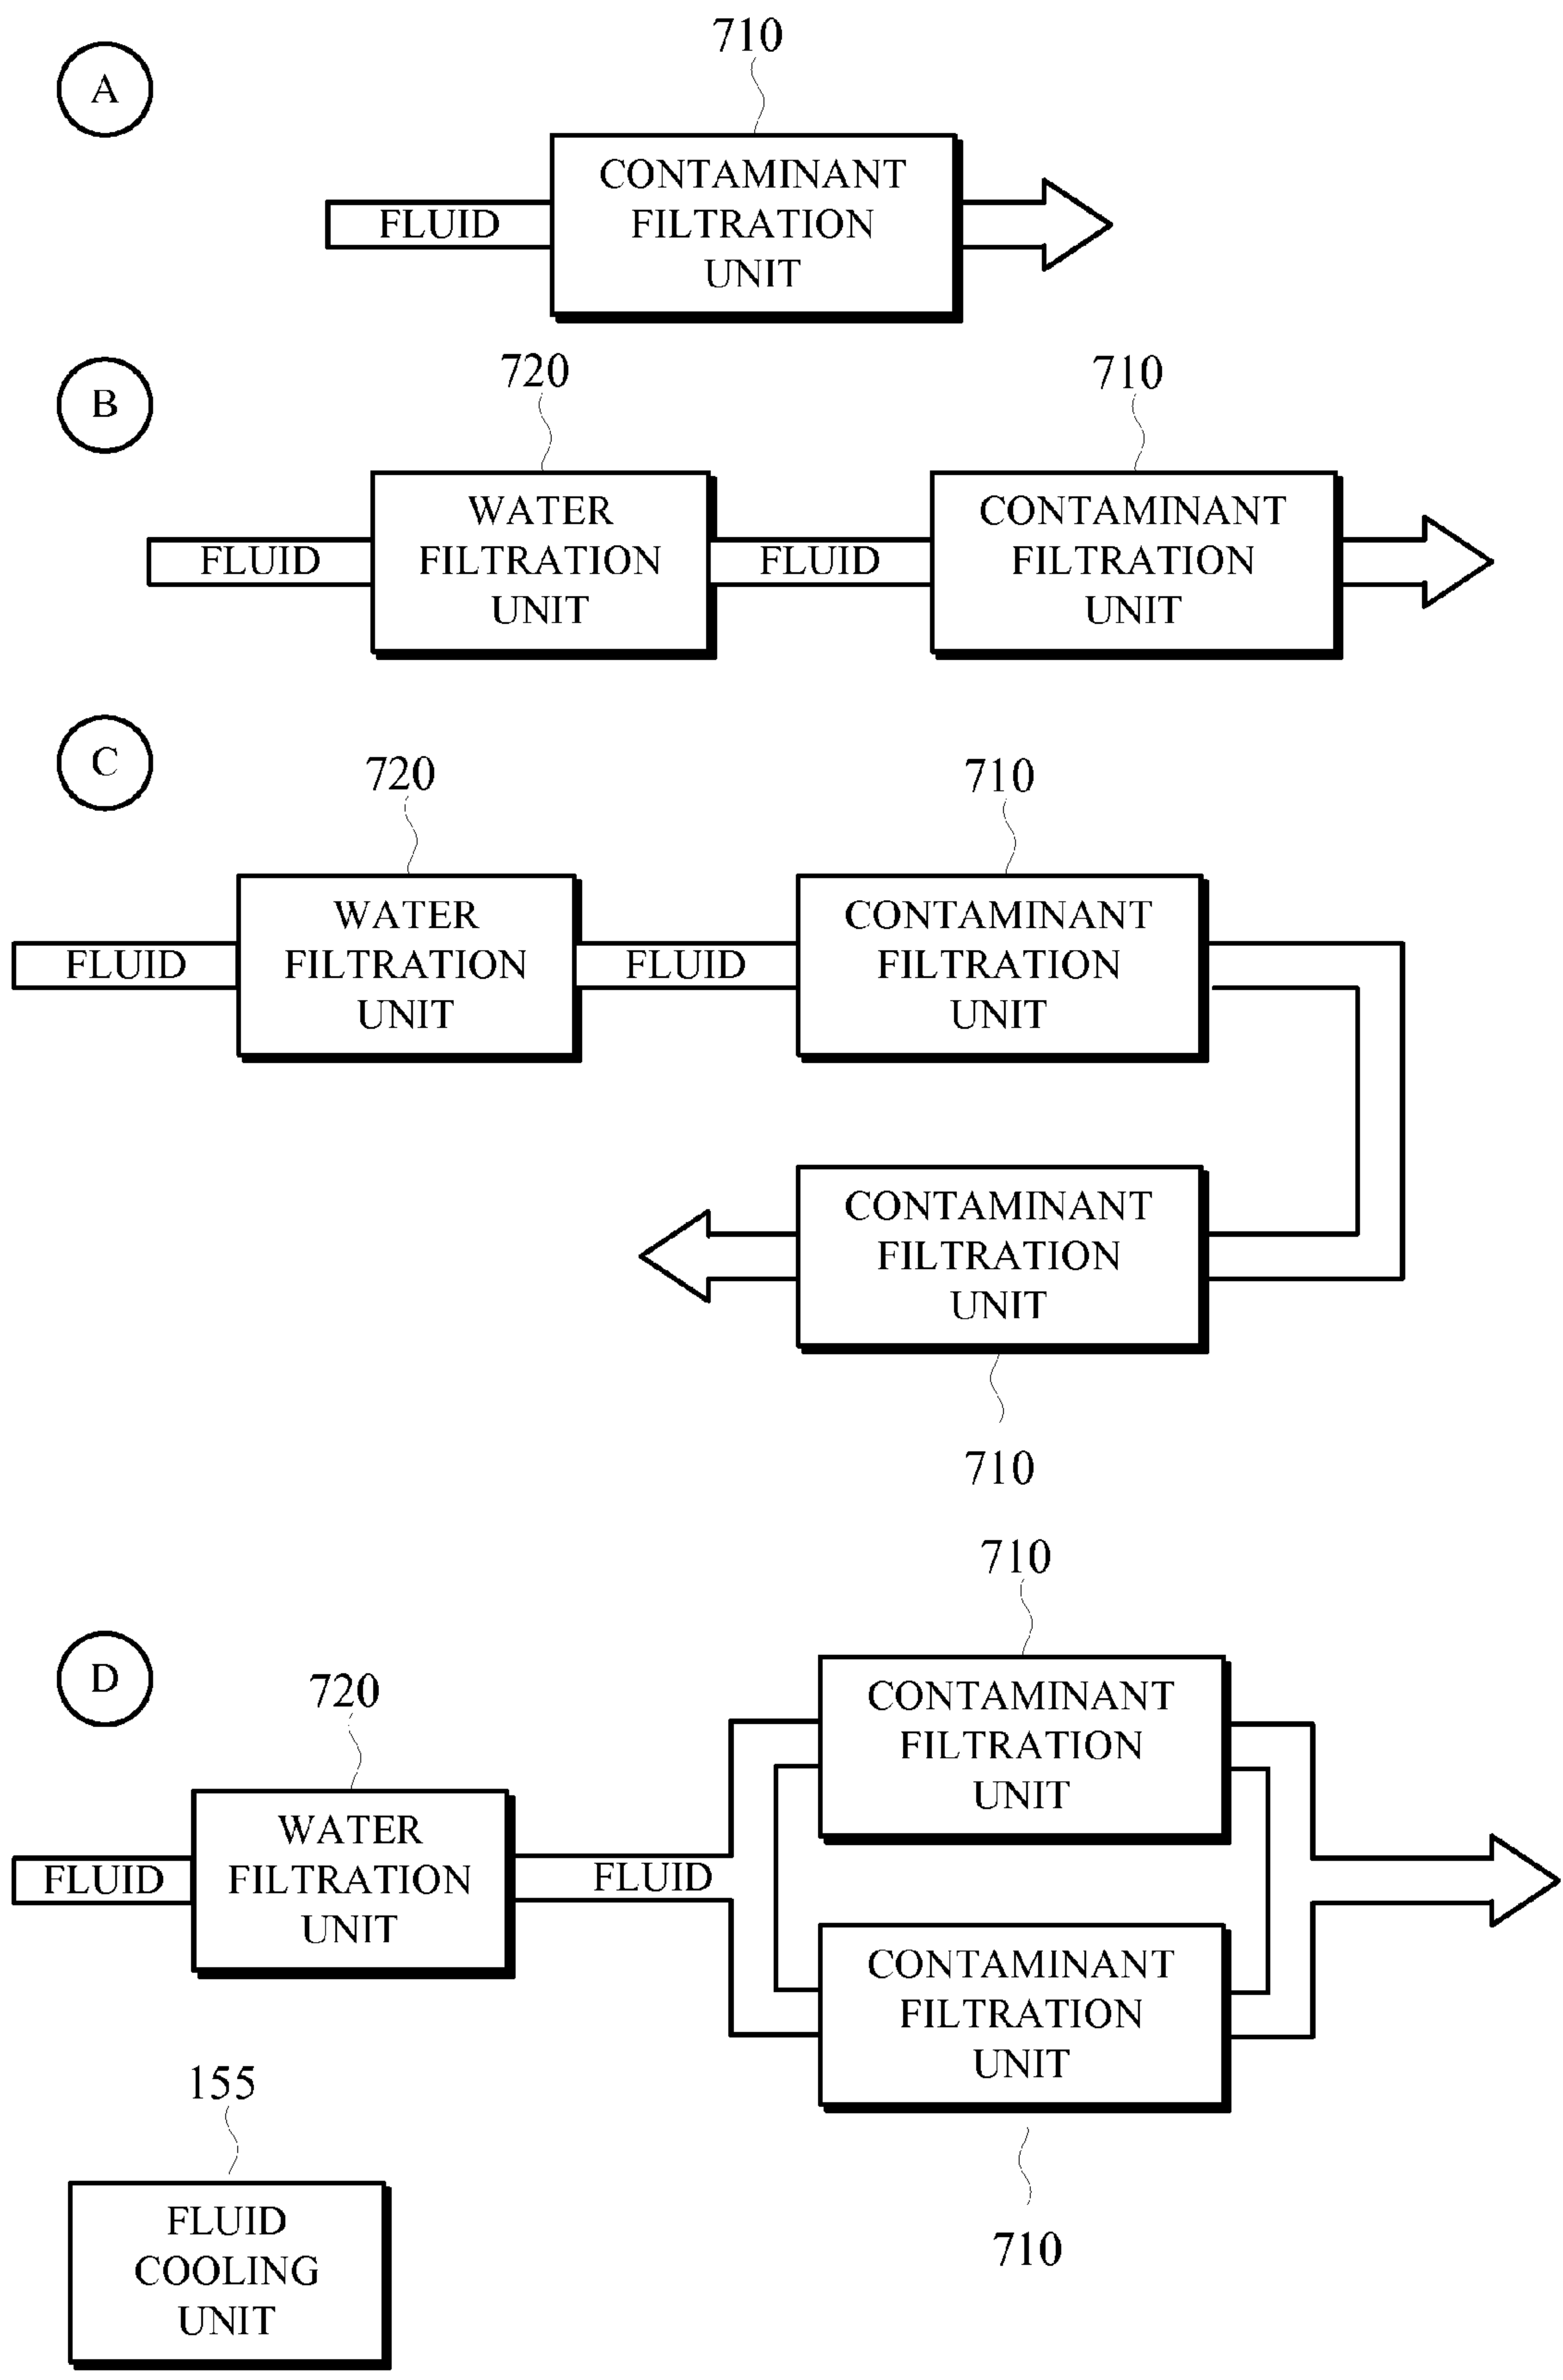 710
A
CONTAMINANT
FILTRATION
UNIT
FLUID
720
710
B
FLUID
WATER
FILTRATION
UNIT
FLUID
CONTAMINANT
FILTRATION
UNIT
C
720
710
FLUID
WATER
FILTRATION
UNIT
FLUID
CONTAMINANT
FILTRATION
UNIT
CONTAMINANT
FILTRATION
UNIT
710
710
D
720
CONTAMINANT
FILTRATION
UNIT
FLUID
WATER
FILTRATION
UNIT
FLUID
CONTAMINANT
FILTRATION
UNIT
710
155
FLUID
COOLING
UNIT